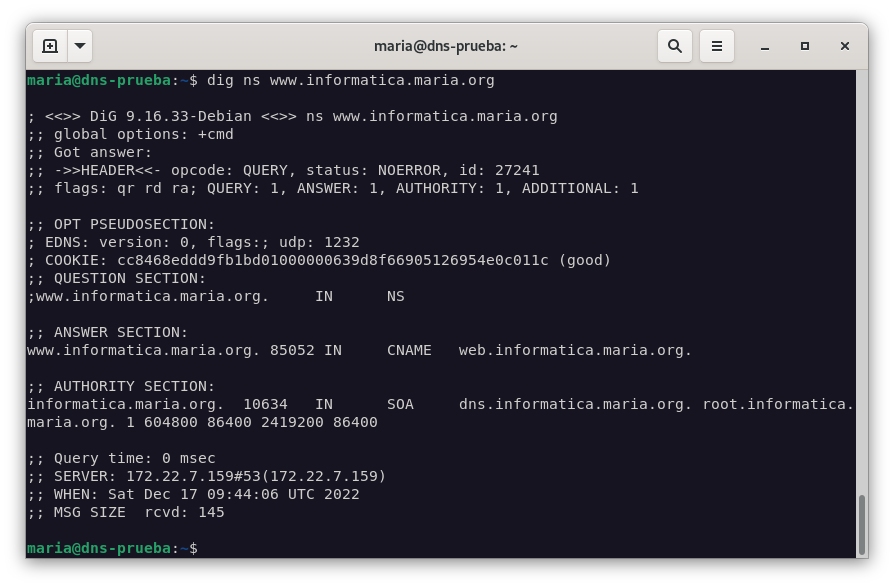 maria@dns-prueba: ~
maria@dns-prueba:~$ dig ns www.informatica.maria.org
; <<>> DiG 9.16.33-Debian <<>> ns www.informatica.maria.org
;; global options: +cmd
;; Got answer:
;; ->>HEADER<<- opcode: QUERY, status: NOERROR, id: 27241
;; flags: qr rd ra; QUERY: 1, ANSWER: 1, AUTHORITY: 1, ADDITIONAL: 1
;; OPT PSEUDOSECTION:
; EDNS: version: 0, flags:; udp: 1232
; COOKIE: cc8468eddd9fb1bd01000000639d8f66905126954e0c011c (good)
;; QUESTION SECTION:
;www.informatica.maria.org.     IN      NS
;; ANSWER SECTION:
www.informatica.maria.org. 85052 IN     CNAME   web.informatica.maria.org.
;; AUTHORITY SECTION:
informatica.maria.org.  10634   IN      SOA     dns.informatica.maria.org. root.informatica.
maria.org. 1 604800 86400 2419200 86400
;; Query time: 0 msec
;; SERVER: 172.22.7.159#53(172.22.7.159)
;; WHEN: Sat Dec 17 09:44:06 UTC 2022
;; MSG SIZE  rcvd: 145
maria@dns-prueba:~$